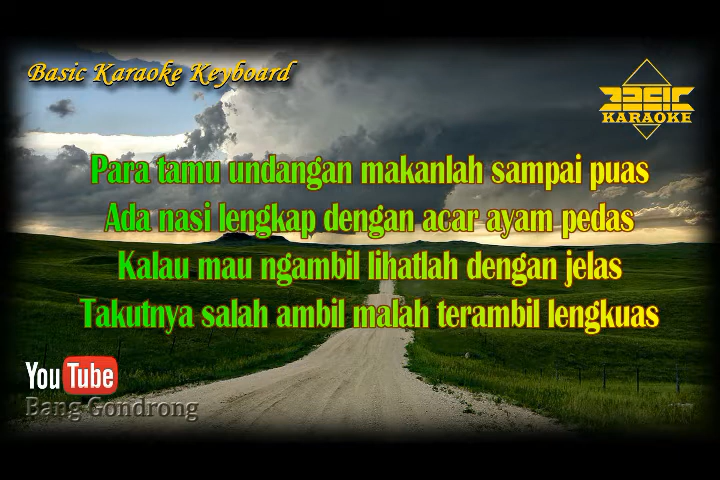 Basic Karaoke Keyboard
BASIC
KARAOKE
Para tamu undangan makanlah sampai puas
Ada nasi lengkap dengan acar ayam pedas
Kalau mau ngambil lihatlah dengan jelas
Takutnya salah ambil malah terambil lengkuas
YouTube
Bang Gondrong